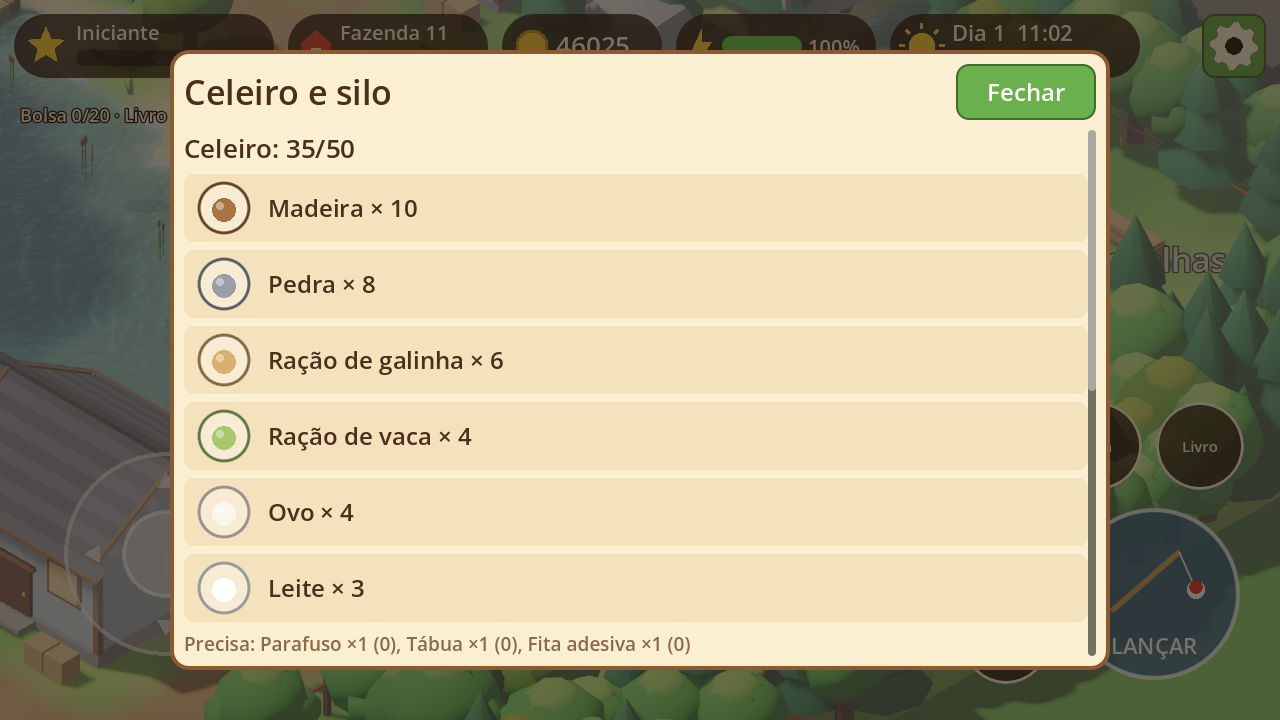 Iniciante
Fazenda 11
46025
100%
Dia 1 11:02
Bolsa 0/20 · Livro
Celeiro e silo
Fechar
Celeiro: 35/50
Madeira × 10
Pedra × 8
Ração de galinha × 6
Ração de vaca × 4
Ovo × 4
Leite × 3
Precisa: Parafuso ×1 (0), Tábua ×1 (0), Fita adesiva ×1 (0)
Livro
LANÇAR